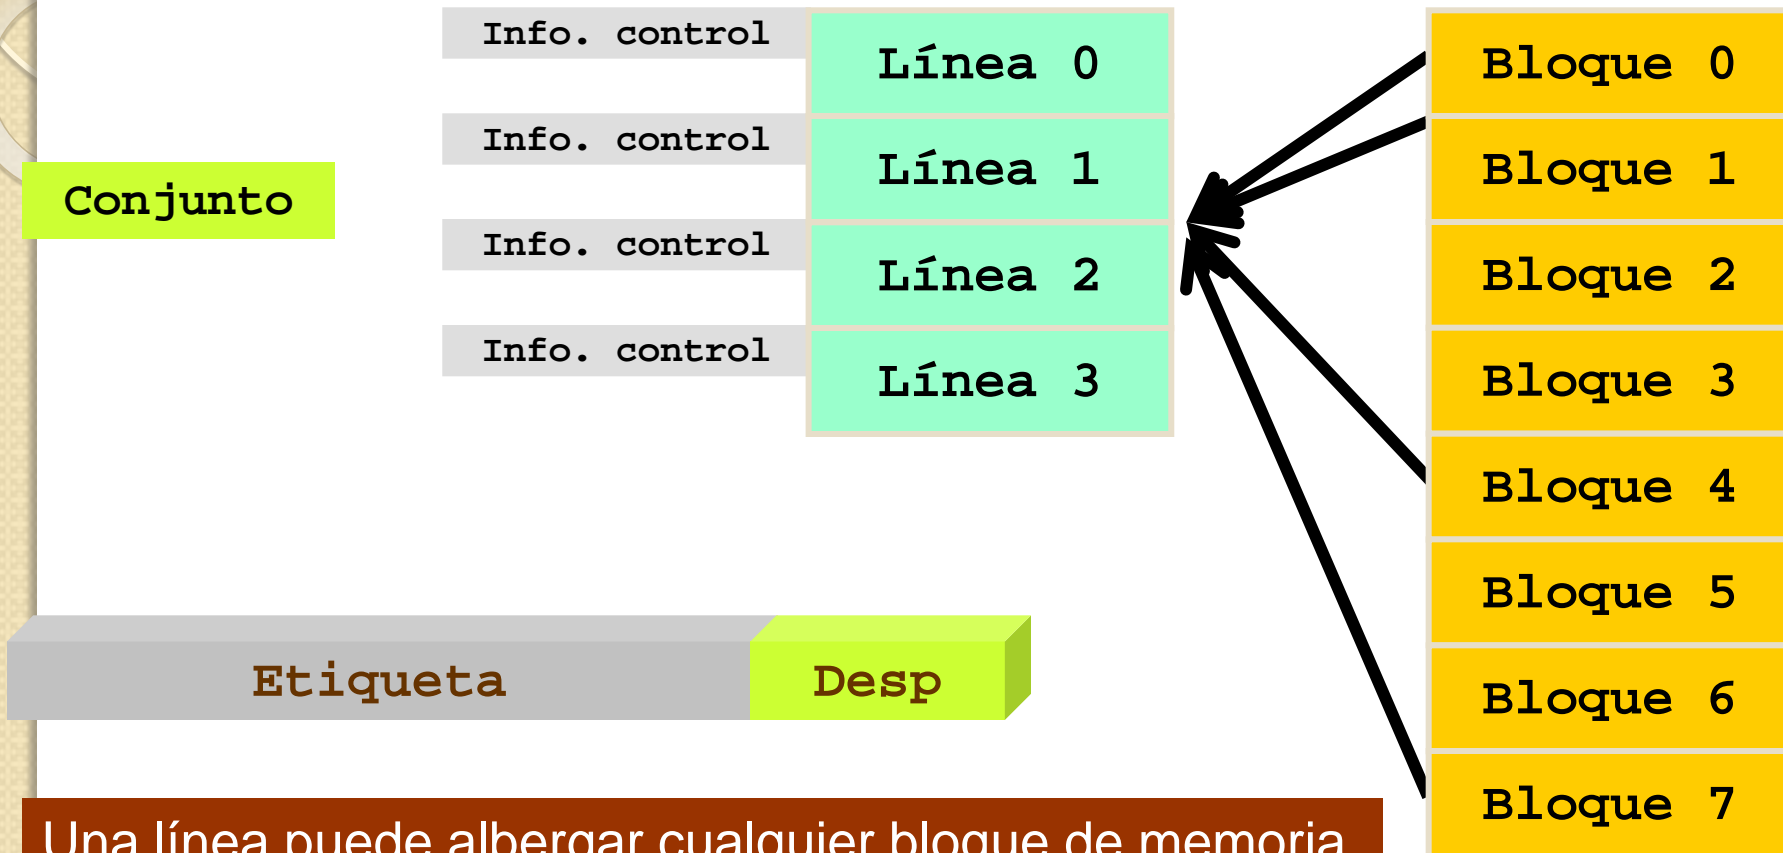 Info. control
Línea 0
Bloque 0
Info. control
Línea 1
Bloque 1
Conjunto
Info. control
Línea 2
Bloque 2
Info. control
Línea 3
Bloque 3
Bloque 4
Bloque 5
Etiqueta
Desp
Bloque 6
Bloque 7
Una línea puede albergar cualquier bloque de memoria